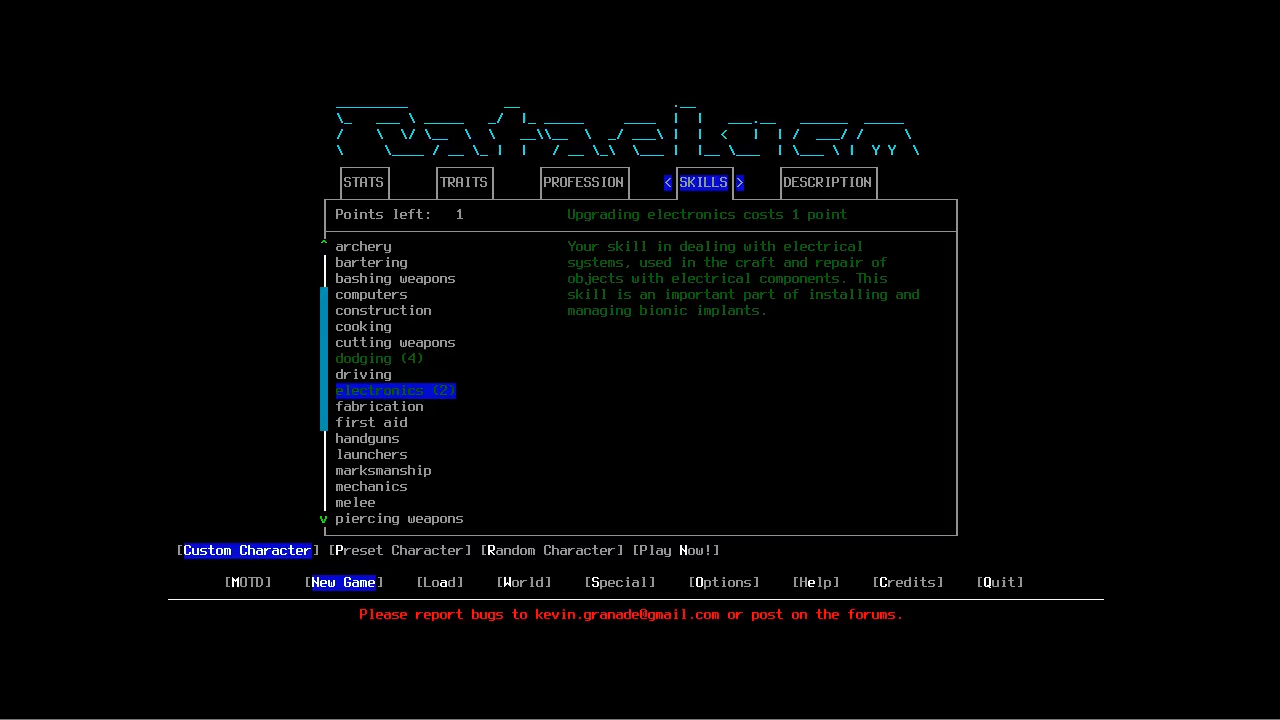 STATS TRAITS PROFESSION < SKILLS > DESCRIPTION
Points left: 1 Upgrading electronics costs 1 point
^ archery Your skill in dealing with electrical
bartering systems, used in the craft and repair of
bashing weapons objects with electrical components. This
computers skill is an important part of installing and
construction managing bionic implants.
cooking
cutting weapons
dodging (4)
driving
electronics (2)
fabrication
first aid
handguns
launchers
marksmanship
mechanics
melee
v piercing weapons
[Custom Character] [Preset Character] [Random Character] [Play Now!]
[MOTD] [New Game] [Load] [World] [Special] [Options] [Help] [Credits] [Quit]
Please report bugs to kevin.granade@gmail.com or post on the forums.